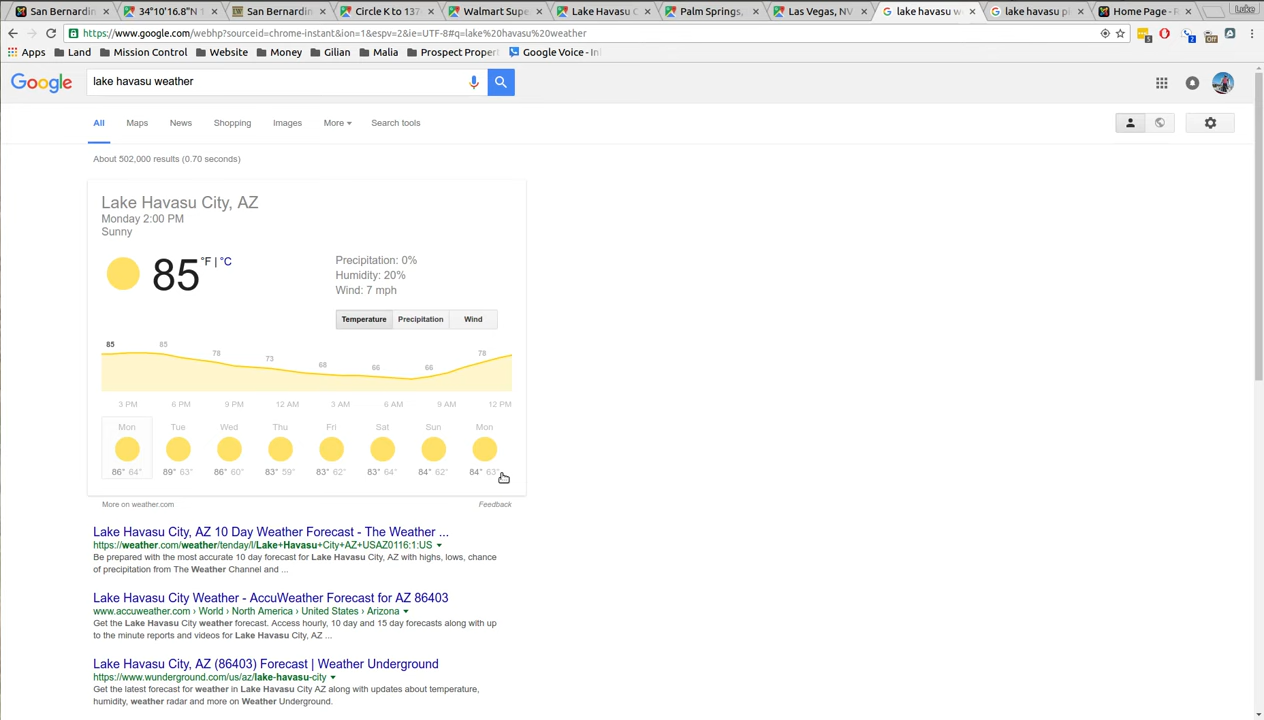 San Bernardin
34°10'16.8"N 1
San Bernardin
Circle K to 137
Walmart Supe
Lake Havasu C
Palm Springs,
Las Vegas, NV
lake havasu we
lake havasu pi
Home Page - R
Lake
https://www.google.com/webhp?sourceid=chrome-instant&ion=1&espv=2&ie=UTF-8#q=lake%20havasu%20weather
Apps Land Mission Control Website Money Gilian Malia Prospect Propert Google Voice - In
Google
lake havasu weather
All Maps News Shopping Images More Search tools
About 502,000 results (0.70 seconds)
Lake Havasu City, AZ
Monday 2:00 PM
Sunny
85 °F | °C
Precipitation: 0%
Humidity: 20%
Wind: 7 mph
Temperature Precipitation Wind
85 85 78 73 68 66 66 78
3 PM 6 PM 9 PM 12 AM 3 AM 6 AM 9 AM 12 PM
Mon Tue Wed Thu Fri Sat Sun Mon
86° 64° 89° 63° 86° 60° 83° 59° 83° 62° 83° 64° 84° 62° 84° 63°
More on weather.com Feedback
Lake Havasu City, AZ 10 Day Weather Forecast - The Weather ...
https://weather.com/weather/tenday/l/Lake+Havasu+City+AZ+USAZ0116:1:US
Be prepared with the most accurate 10 day forecast for Lake Havasu City, AZ with highs, lows, chance
of precipitation from The Weather Channel and ...
Lake Havasu City Weather - AccuWeather Forecast for AZ 86403
www.accuweather.com › World › North America › United States › Arizona
Get the Lake Havasu City weather forecast. Access hourly, 10 day and 15 day forecasts along with up
to the minute reports and videos for Lake Havasu City, AZ ...
Lake Havasu City, AZ (86403) Forecast | Weather Underground
https://www.wunderground.com/us/az/lake-havasu-city
Get the latest forecast for weather in Lake Havasu City AZ along with updates about temperature,
humidity, weather radar and more on Weather Underground.